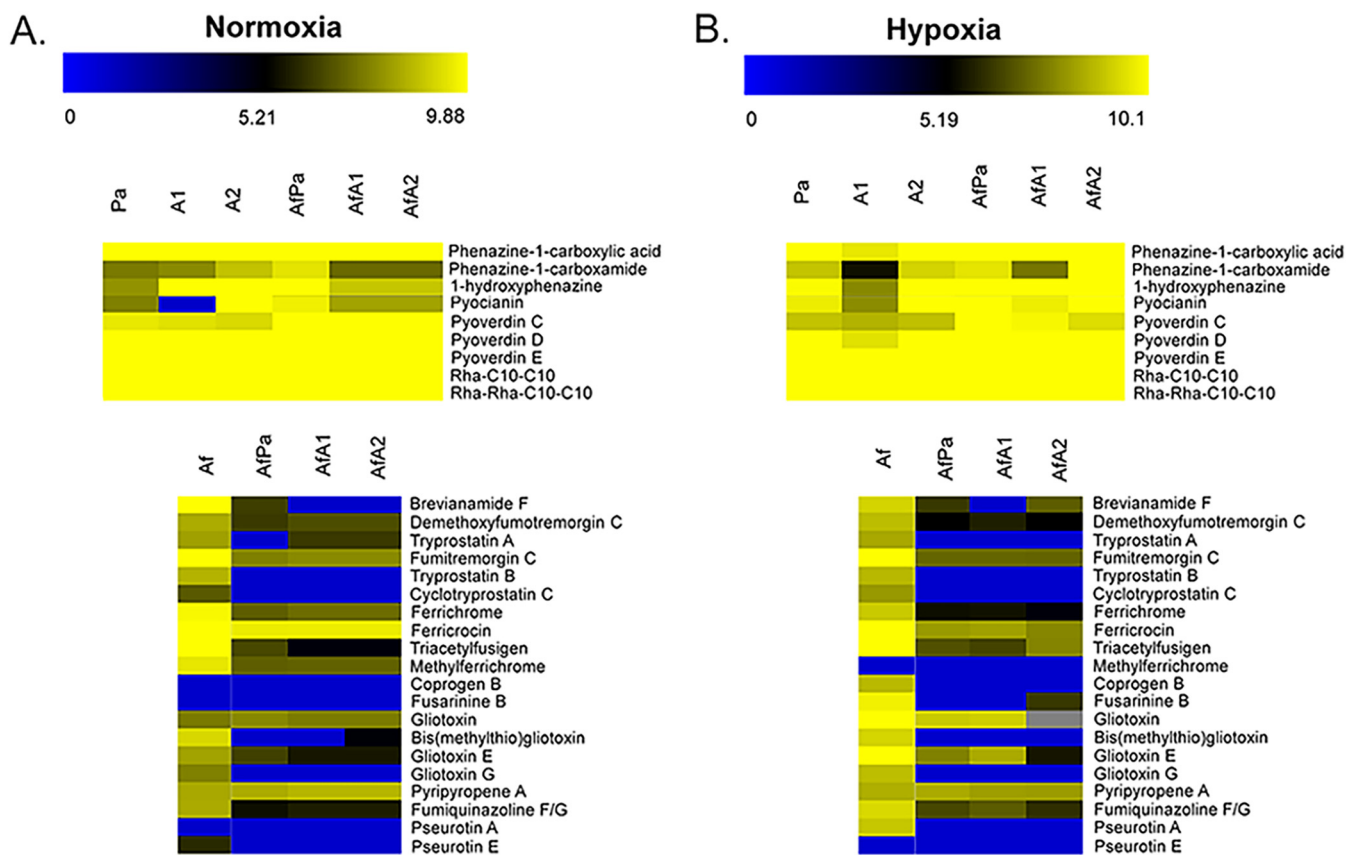 A.
Normoxia
0 5.21 9.88
Pa A1 A2 AfPa AfA1 AfA2
Phenazine-1-carboxylic acid
Phenazine-1-carboxamide
1-hydroxyphenazine
Pyocianin
Pyoverdin C
Pyoverdin D
Pyoverdin E
Rha-C10-C10
Rha-Rha-C10-C10
Af AfPa AfA1 AfA2
Brevianamide F
Demethoxyfumotremorgin C
Tryprostatin A
Fumitremorgin C
Tryprostatin B
Cyclotryprostatin C
Ferrichrome
Ferricrocin
Triacetylfusigen
Methylferrichrome
Coprogen B
Fusarinine B
Gliotoxin
Bis(methylthio)gliotoxin
Gliotoxin E
Gliotoxin G
Pyripyropene A
Fumiquinazoline F/G
Pseurotin A
Pseurotin E
B.
Hypoxia
0 5.19 10.1
Pa A1 A2 AfPa AfA1 AfA2
Phenazine-1-carboxylic acid
Phenazine-1-carboxamide
1-hydroxyphenazine
Pyocianin
Pyoverdin C
Pyoverdin D
Pyoverdin E
Rha-C10-C10
Rha-Rha-C10-C10
Af AfPa AfA1 AfA2
Brevianamide F
Demethoxyfumotremorgin C
Tryprostatin A
Fumitremorgin C
Tryprostatin B
Cyclotryprostatin C
Ferrichrome
Ferricrocin
Triacetylfusigen
Methylferrichrome
Coprogen B
Fusarinine B
Gliotoxin
Bis(methylthio)gliotoxin
Gliotoxin E
Gliotoxin G
Pyripyropene A
Fumiquinazoline F/G
Pseurotin A
Pseurotin E